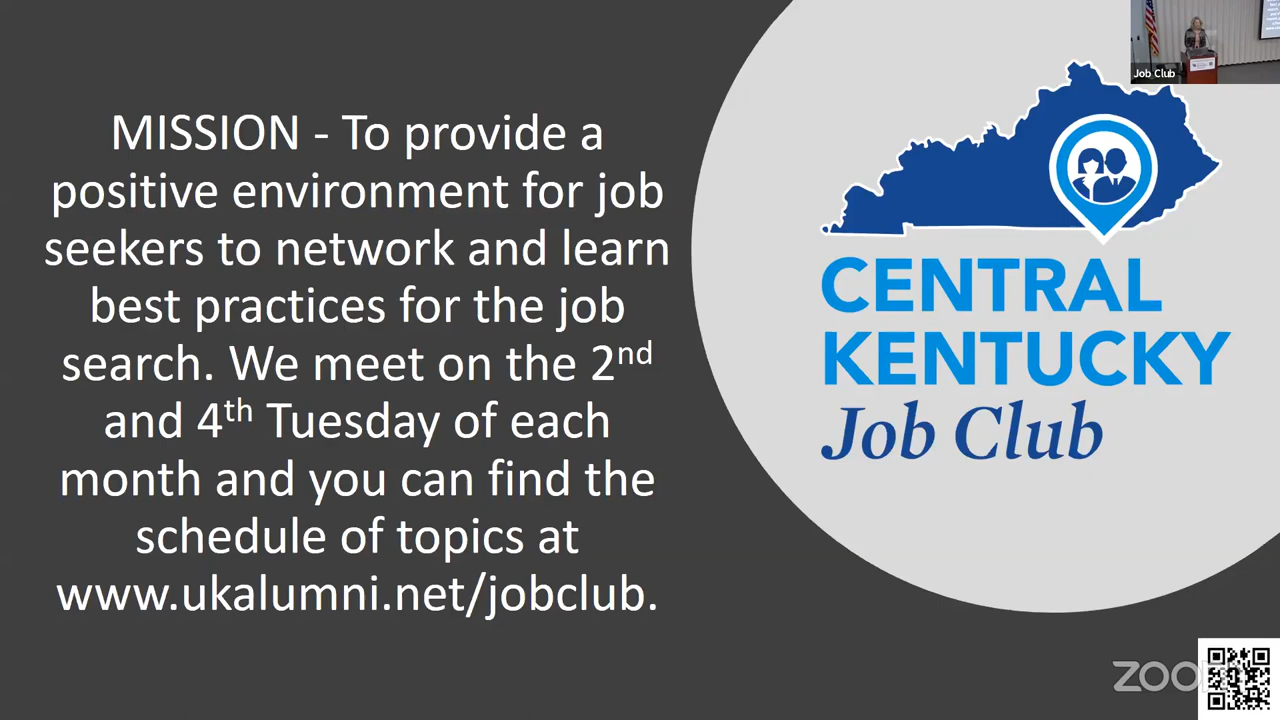 MISSION - To provide a
positive environment for job
seekers to network and learn
best practices for the job
search. We meet on the 2nd
and 4th Tuesday of each
month and you can find the
schedule of topics at
www.ukalumni.net/jobclub.
Job Club
CENTRAL
KENTUCKY
Job Club
zoom